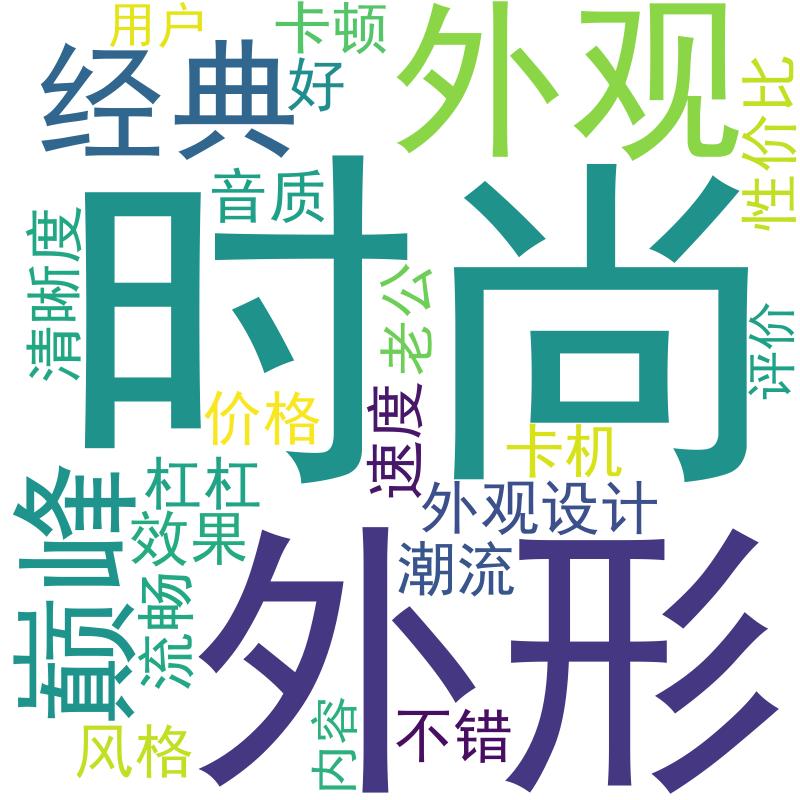 用户
卡顿
外观
经典
好
性价比
音质
时尚
清晰度
老公
评价
价格
速度
卡机
巅峰
杠杠
外观设计
效果
潮流
外形
流畅
风格
内容
不错